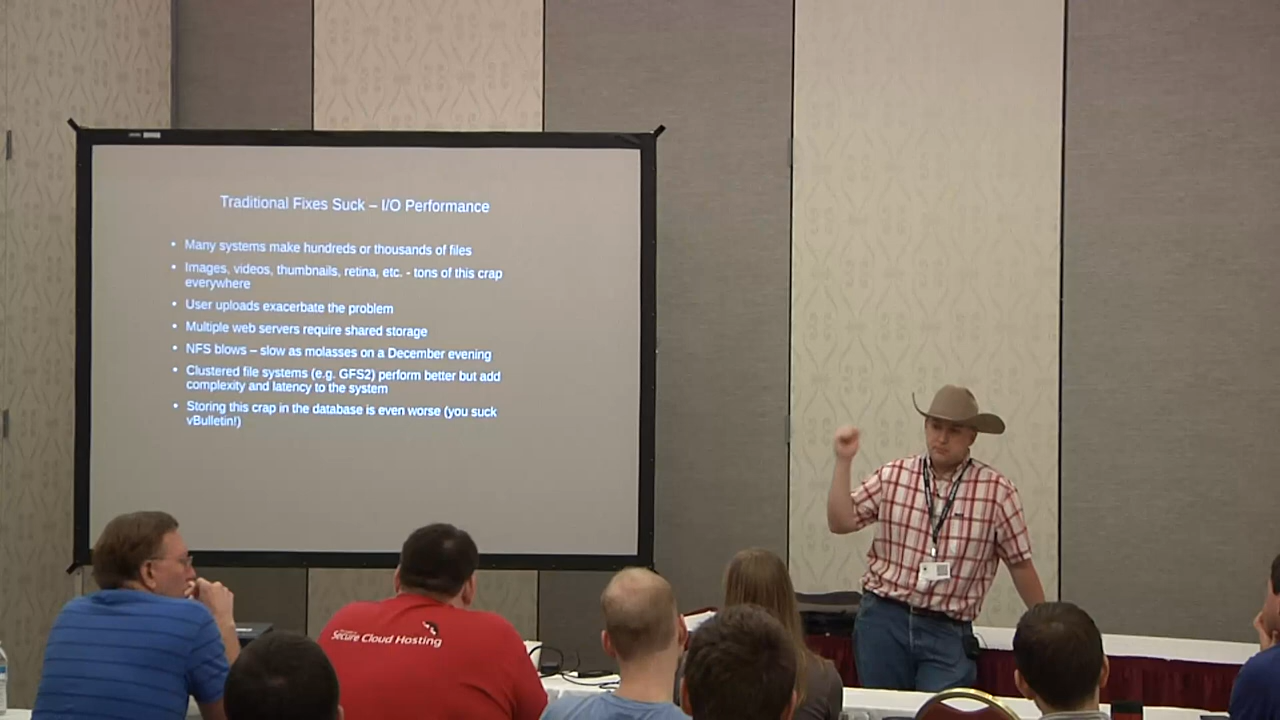 Traditional Fixes Suck – I/O Performance
• Many systems make hundreds or thousands of files
• Images, videos, thumbnails, retina, etc. - tons of this crap
everywhere
• User uploads exacerbate the problem
• Multiple web servers require shared storage
• NFS blows – slow as molasses on a December evening
• Clustered file systems (e.g. GFS2) perform better but add
complexity and latency to the system
• Storing this crap in the database is even worse (you suck
vBulletin!)
Secure Cloud Hosting